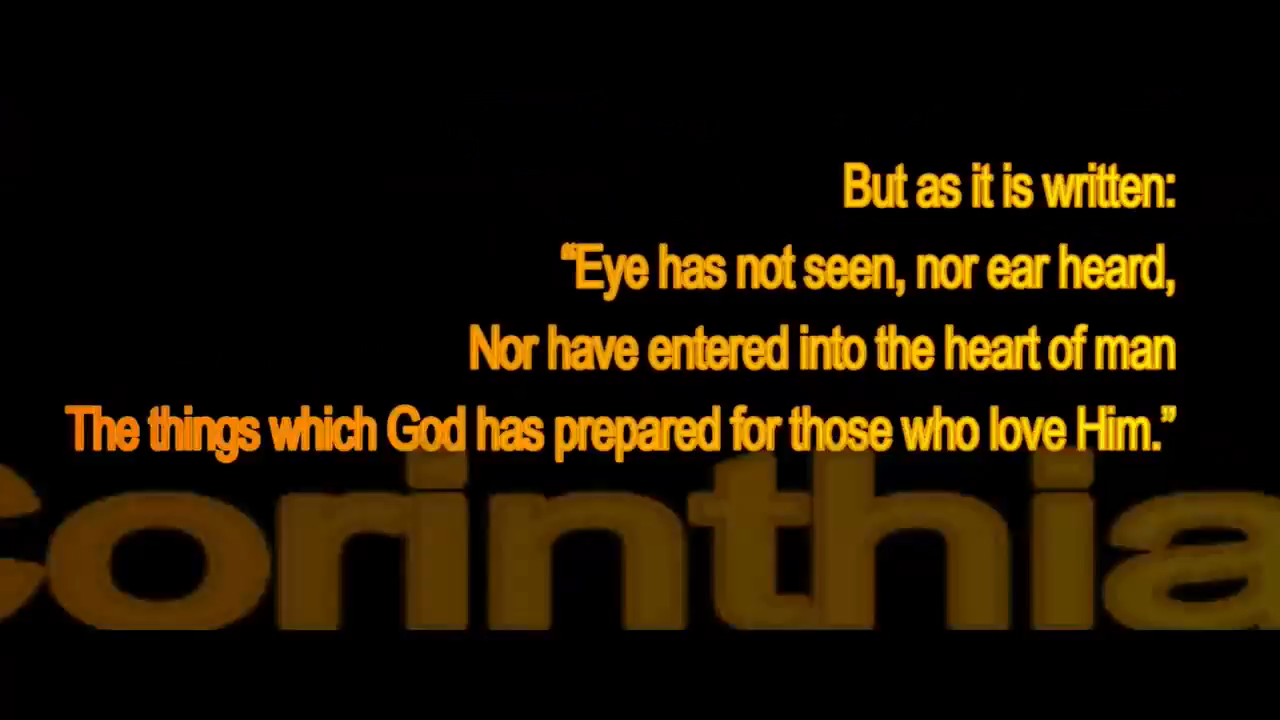 But as it is written:
“Eye has not seen, nor ear heard,
Nor have entered into the heart of man
The things which God has prepared for those who love Him.”
Corinthia